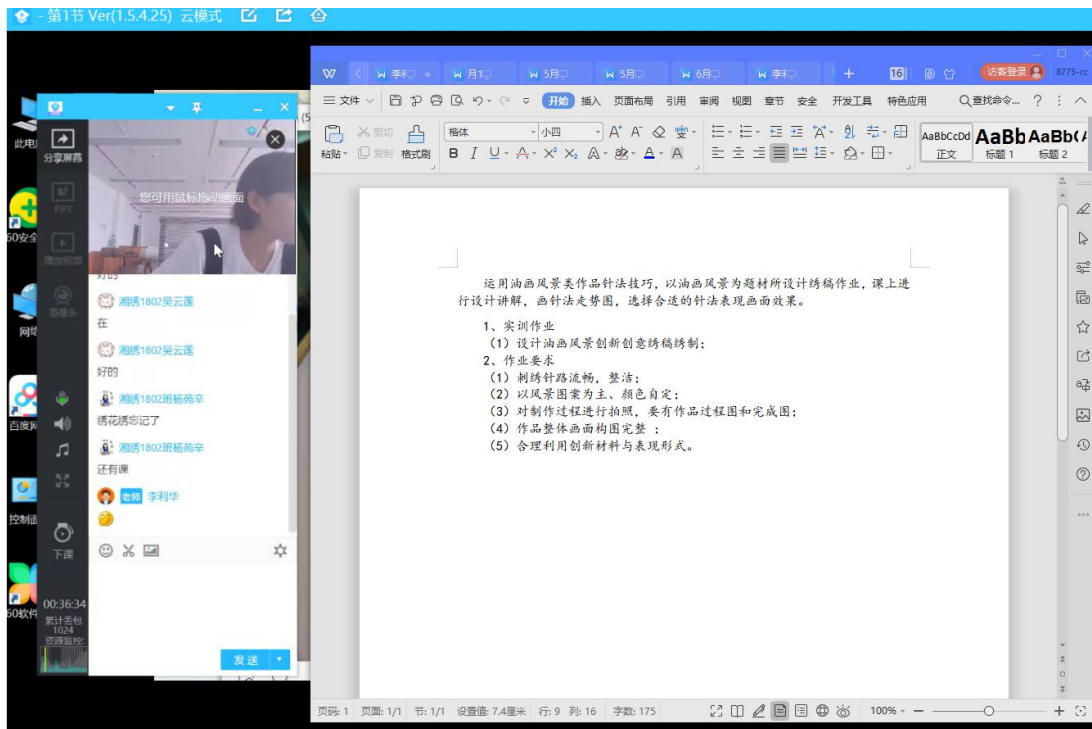 - 第1节 Ver(1.5.4.25) 云模式
访客登录
8775-rc
16
W 李利
W 月1
W 5月
W 5月
W 6月
W 李利
文件
开始 插入 页面布局 引用 审阅 视图 章节 安全 开发工具 特色应用 查找命令...
粘贴 剪切 复制 格式刷
楷体 小四
AaBbCcDd 正文
AaBb 标题 1
AaBb( 标题 2
运用油画风景类作品针法技巧，以油画风景为题材所设计绣稿作业，课上进
行设计讲解，画针法走势图，选择合适的针法表现画面效果。
1、实训作业
（1）设计油画风景创新创意绣稿绣制；
2、作业要求
（1）刺绣针路流畅，整洁；
（2）以风景图案为主、颜色自定；
（3）对制作过程进行拍照，要有作品过程图和完成图；
（4）作品整体画面构图完整 ；
（5）合理利用创新材料与表现形式。
页码: 1 页面: 1/1 节: 1/1 设置值: 7.4厘米 行: 9 列: 16 字数: 175
100%
分享屏幕
PPT
播放视频
摄像头
下课
00:36:34
累计丢包
1024
资源监控:
您可用鼠标拖动画面
好的
湘绣1802吴云莲
在
湘绣1802吴云莲
好的
湘绣1802班杨苑辛
绣花绣忘记了
湘绣1802班杨苑辛
还有课
老师 李利华
发送
此电
60安全
网络
百度网
控制面
60软件